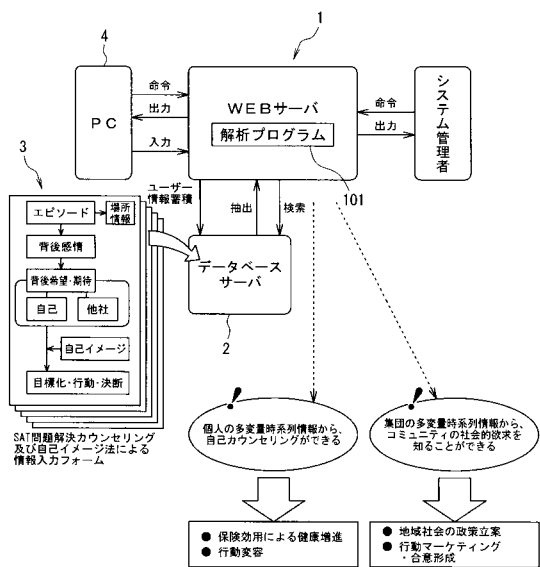 1
4
PC
命令
出力
入力
WEBサーバ
解析プログラム
101
命令
出力
システム管理者
3
エピソード
場所
情報
背後感情
背後希望・期待
自己
他社
自己イメージ
目標化・行動・決断
SAT問題解決カウンセリング
及び自己イメージ法による
情報入力フォーム
ユーザー
情報蓄積
抽出
検索
データベース
サーバ
2
!
個人の多変量時系列情報から、
自己カウンセリングができる
!
集団の多変量時系列情報から、
コミュニティの社会的欲求を
知ることができる
● 保険効用による健康増進
● 行動変容
● 地域社会の政策立案
● 行動マーケティング
・合意形成